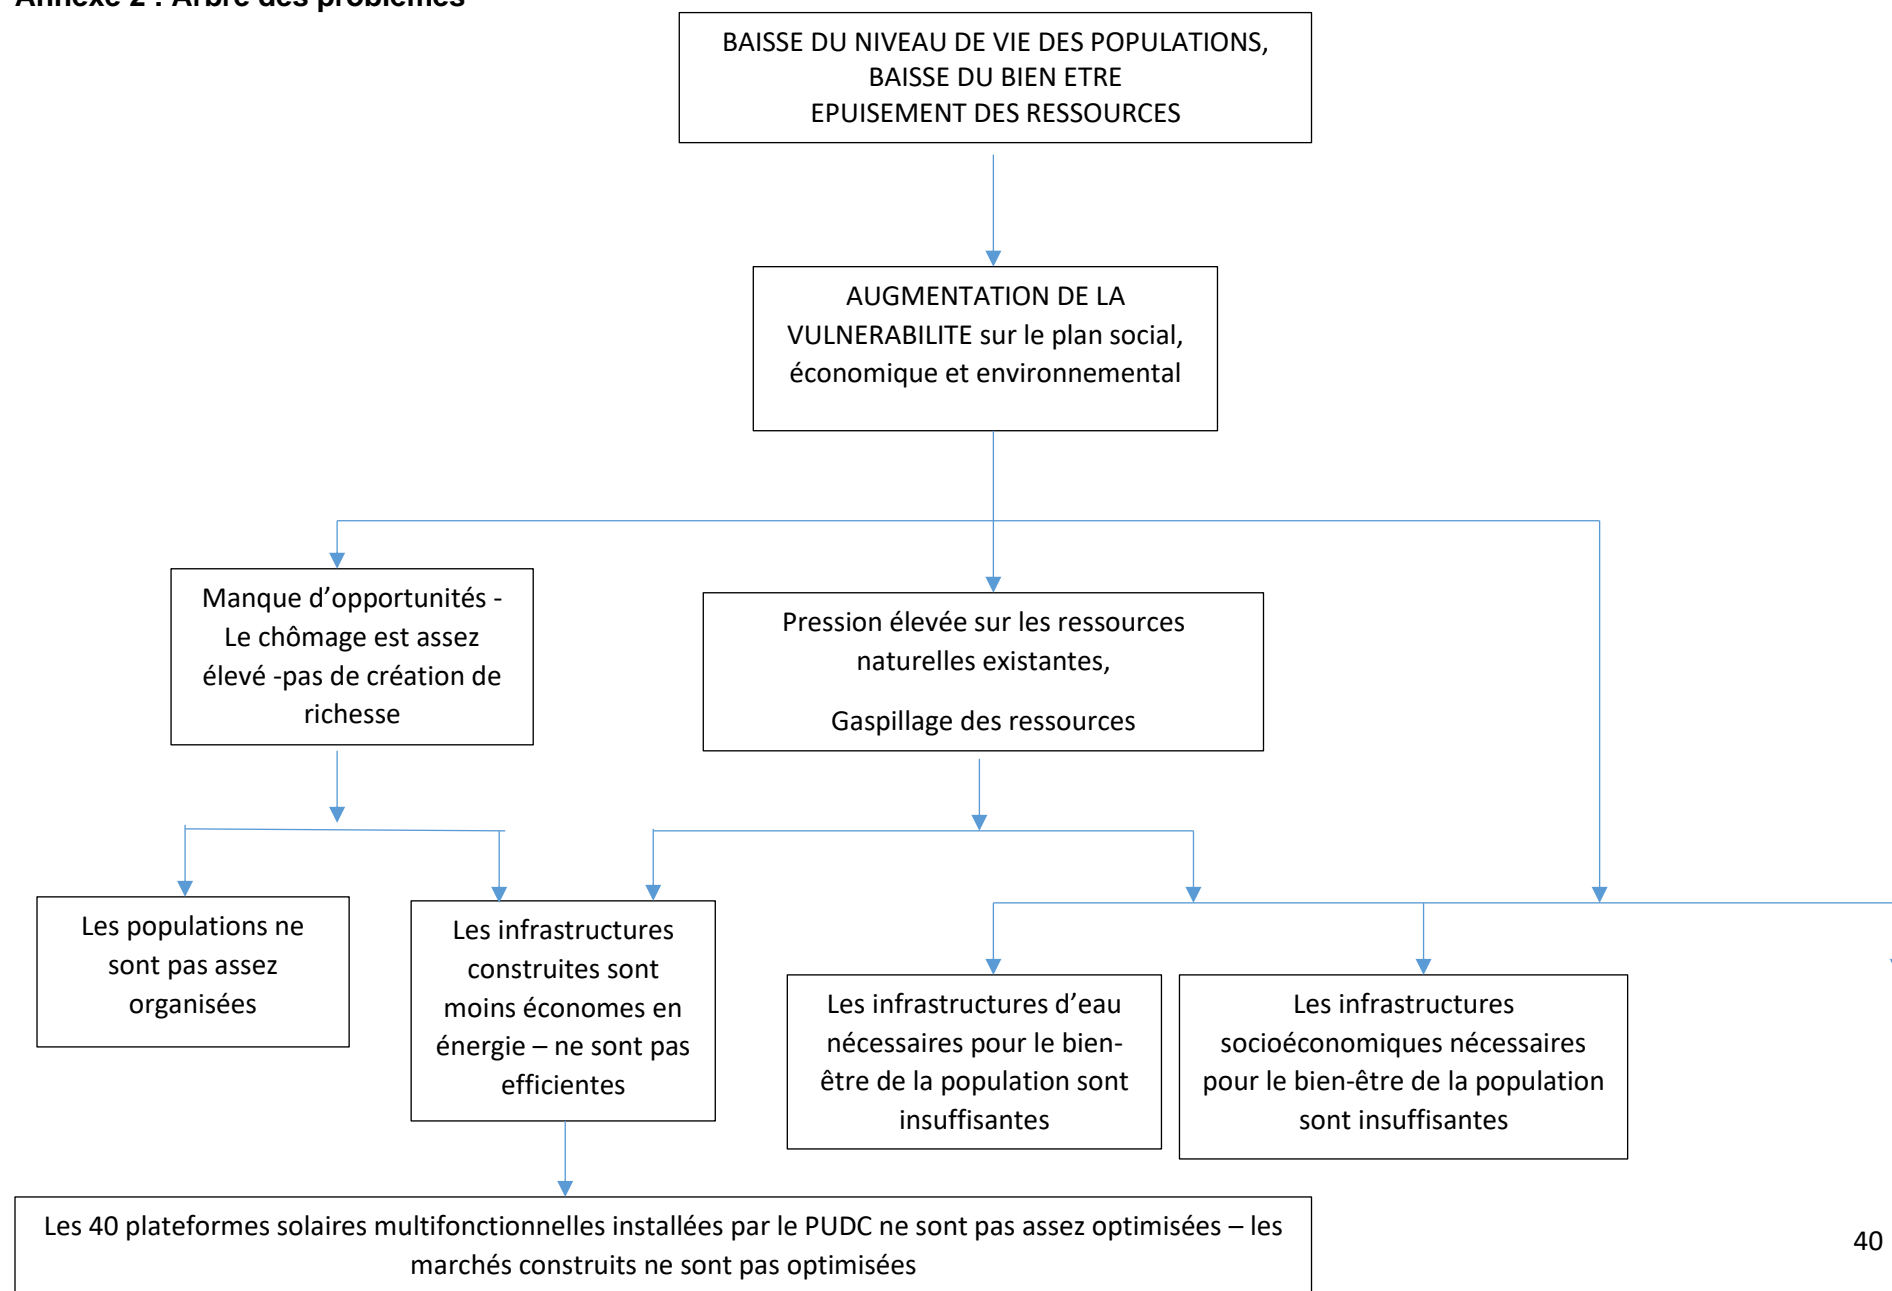 Annexe 2 : Arbre des problèmes
BAISSE DU NIVEAU DE VIE DES POPULATIONS,
BAISSE DU BIEN ETRE
EPUISEMENT DES RESSOURCES
AUGMENTATION DE LA
VULNERABILITE sur le plan social,
économique et environnemental
Manque d’opportunités -
Le chômage est assez
élevé -pas de création de
richesse
Pression élevée sur les ressources
naturelles existantes,
Gaspillage des ressources
Les populations ne
sont pas assez
organisées
Les infrastructures
construites sont
moins économes en
énergie – ne sont pas
efficientes
Les infrastructures d’eau
nécessaires pour le bien-
être de la population sont
insuffisantes
Les infrastructures
socioéconomiques nécessaires
pour le bien-être de la population
sont insuffisantes
Les 40 plateformes solaires multifonctionnelles installées par le PUDC ne sont pas assez optimisées – les
marchés construits ne sont pas optimisées
40